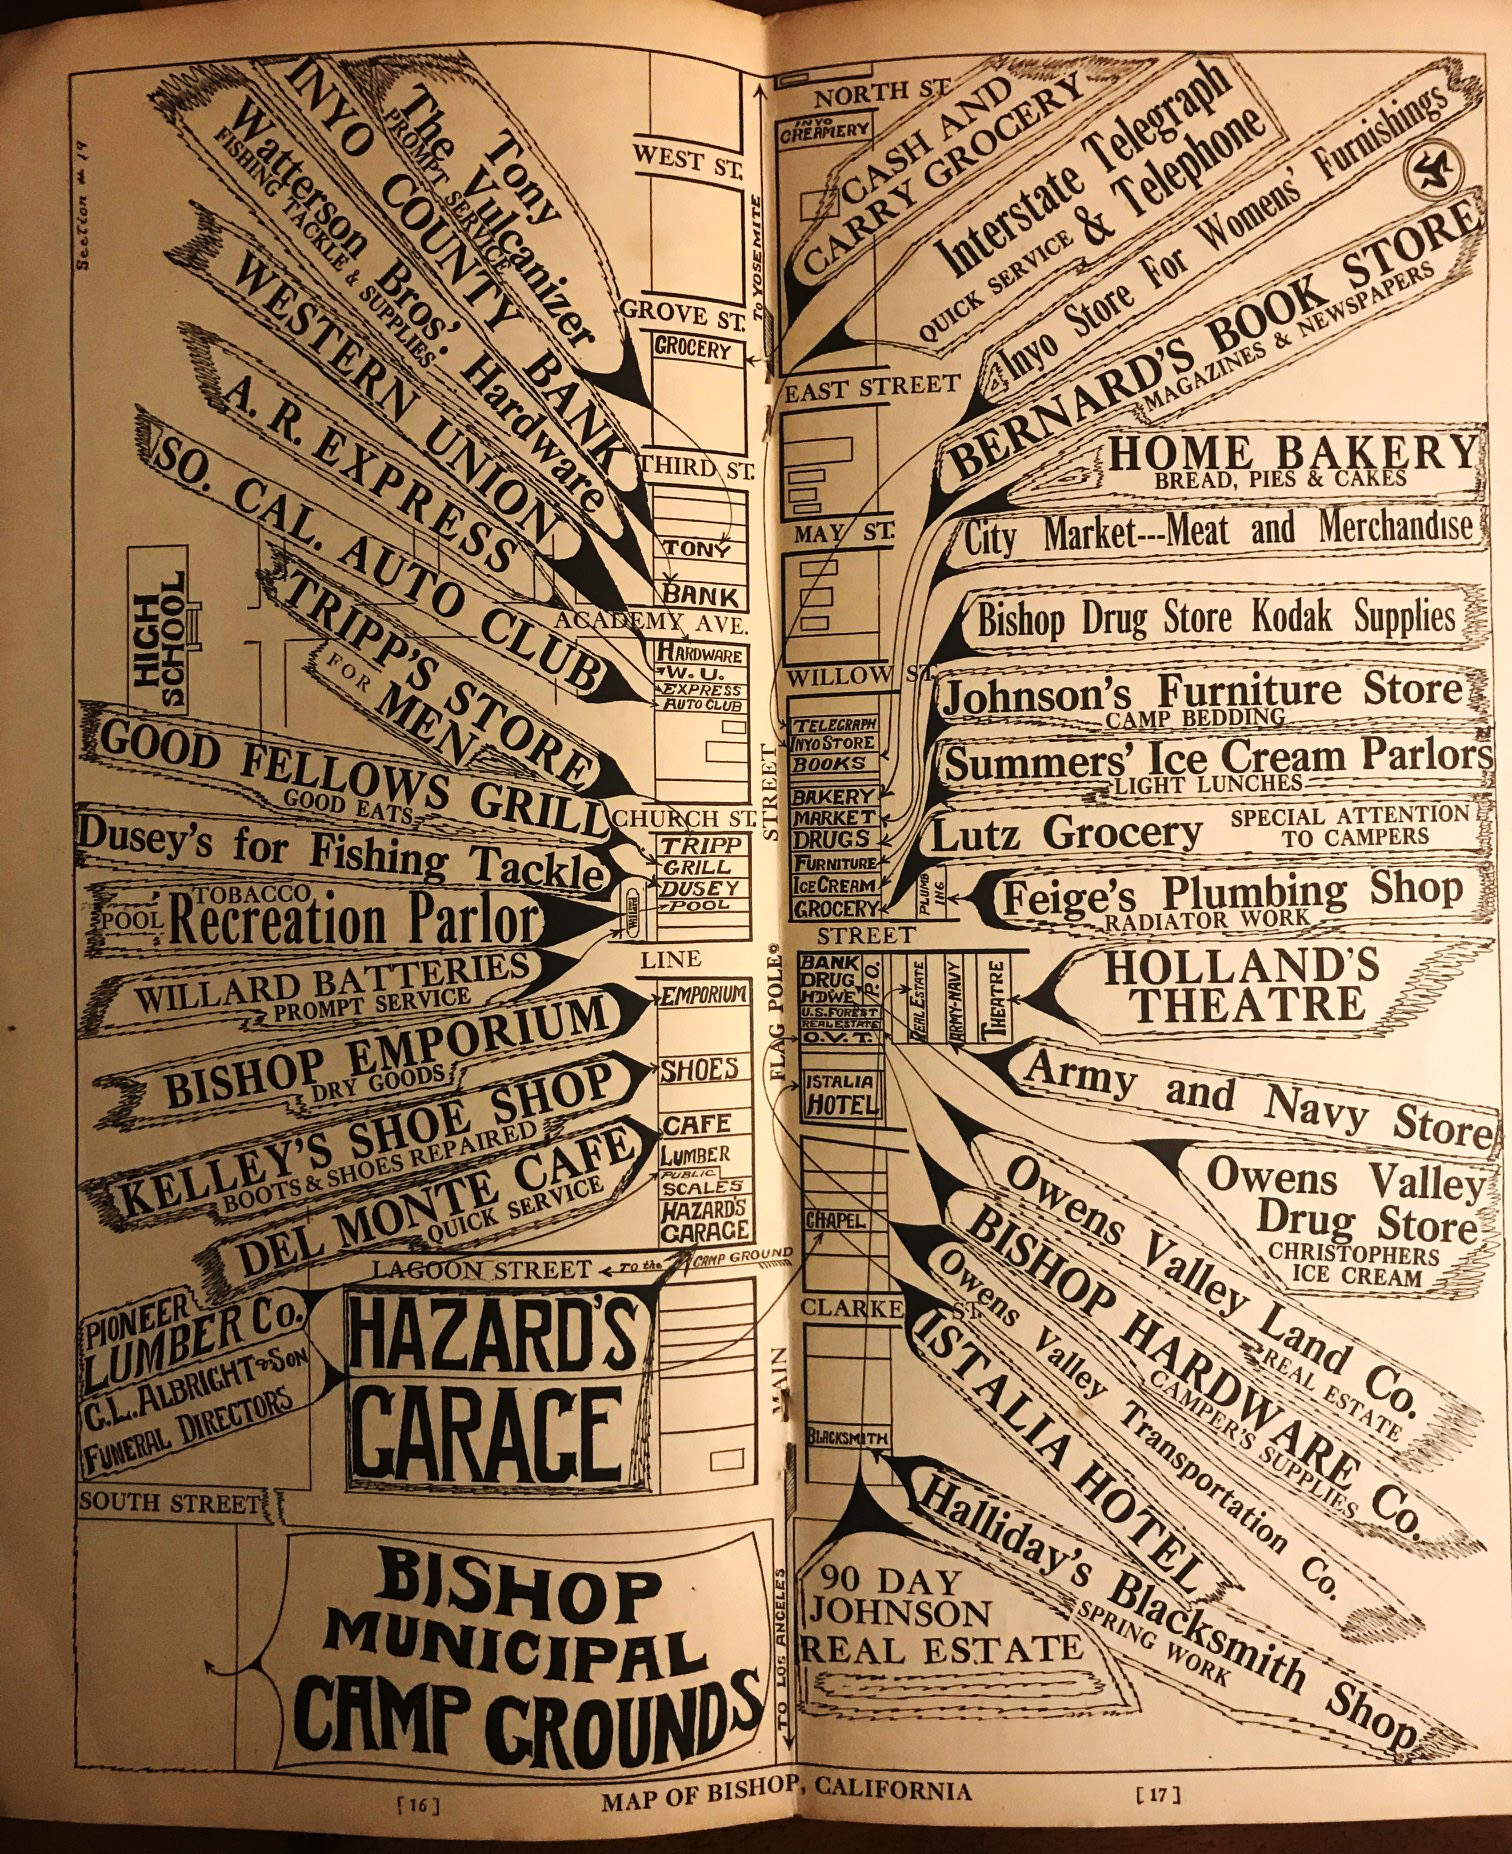 Section No 19
The
Tony
Vulcanizer
PROMPT SERVICE
INYO COUNTY BANK
Watterson Bros'. Hardware
FISHING TACKLE & SUPPLIES
WESTERN UNION
A. R. EXPRESS
SO. CAL. AUTO CLUB
TRIPP'S STORE
FOR
MEN
HIGH
SCHOOL
GOOD FELLOWS GRILL
GOOD EATS
Dusey's for Fishing Tackle
TOBACCO
POOL
Recreation Parlor
WILLARD BATTERIES
PROMPT SERVICE
BISHOP EMPORIUM
DRY GOODS
KELLEY'S SHOE SHOP
BOOTS & SHOES REPAIRED
DEL MONTE CAFE
QUICK SERVICE
PIONEER
LUMBER CO.
C.L. ALBRIGHT & SON
FUNERAL DIRECTORS
HAZARD'S
GARAGE
SOUTH STREET
BISHOP
MUNICIPAL
CAMP GROUNDS
WEST ST.
GROVE ST.
GROCERY
THIRD ST.
TONY
BANK
ACADEMY AVE.
HARDWARE
W. U.
EXPRESS
AUTO CLUB
CHURCH ST.
TRIPP
GRILL
DUSEY
POOL
Willard
LINE
EMPORIUM
SHOES
CAFE
LUMBER
PUBLIC
SCALES
HAZARD'S
GARAGE
LAGOON STREET
TO the
CAMP GROUND
TO YOSEMITE
STREET
FLAG POLE
MAIN
TO LOS ANGELES
NORTH ST.
INYO
CREAMERY
CASH AND
CARRY GROCERY
Interstate Telegraph
& Telephone
QUICK SERVICE
Inyo Store For Womens' Furnishings
BERNARD'S BOOK STORE
MAGAZINES & NEWSPAPERS
EAST STREET
HOME BAKERY
BREAD, PIES & CAKES
City Market---Meat and Merchandise
MAY ST.
Bishop Drug Store Kodak Supplies
WILLOW ST.
Johnson's Furniture Store
CAMP BEDDING
TELEGRAPH
INYO STORE
BOOKS
BAKERY
MARKET
DRUGS
FURNITURE
ICE CREAM
GROCERY
PLUMBING
Summers' Ice Cream Parlors
LIGHT LUNCHES
Lutz Grocery
SPECIAL ATTENTION
TO CAMPERS
Feige's Plumbing Shop
RADIATOR WORK
STREET
BANK
DRUG
HDWE
U.S. FOREST
REAL ESTATE
O.V.T.
P.O.
REAL ESTATE
ARMY-NAVY
THEATRE
HOLLAND'S
THEATRE
ISTALIA
HOTEL
Army and Navy Store
Owens Valley
Drug Store
CHRISTOPHERS
ICE CREAM
CHAPEL
CLARKE ST.
Owens Valley Land Co.
REAL ESTATE
BISHOP HARDWARE Co.
CAMPER'S SUPPLIES
Owens Valley Transportation Co.
ISTALIA HOTEL
BLACKSMITH
Halliday's Blacksmith Shop
SPRING WORK
90 DAY
JOHNSON
REAL ESTATE
[16]
MAP OF BISHOP, CALIFORNIA
[17]